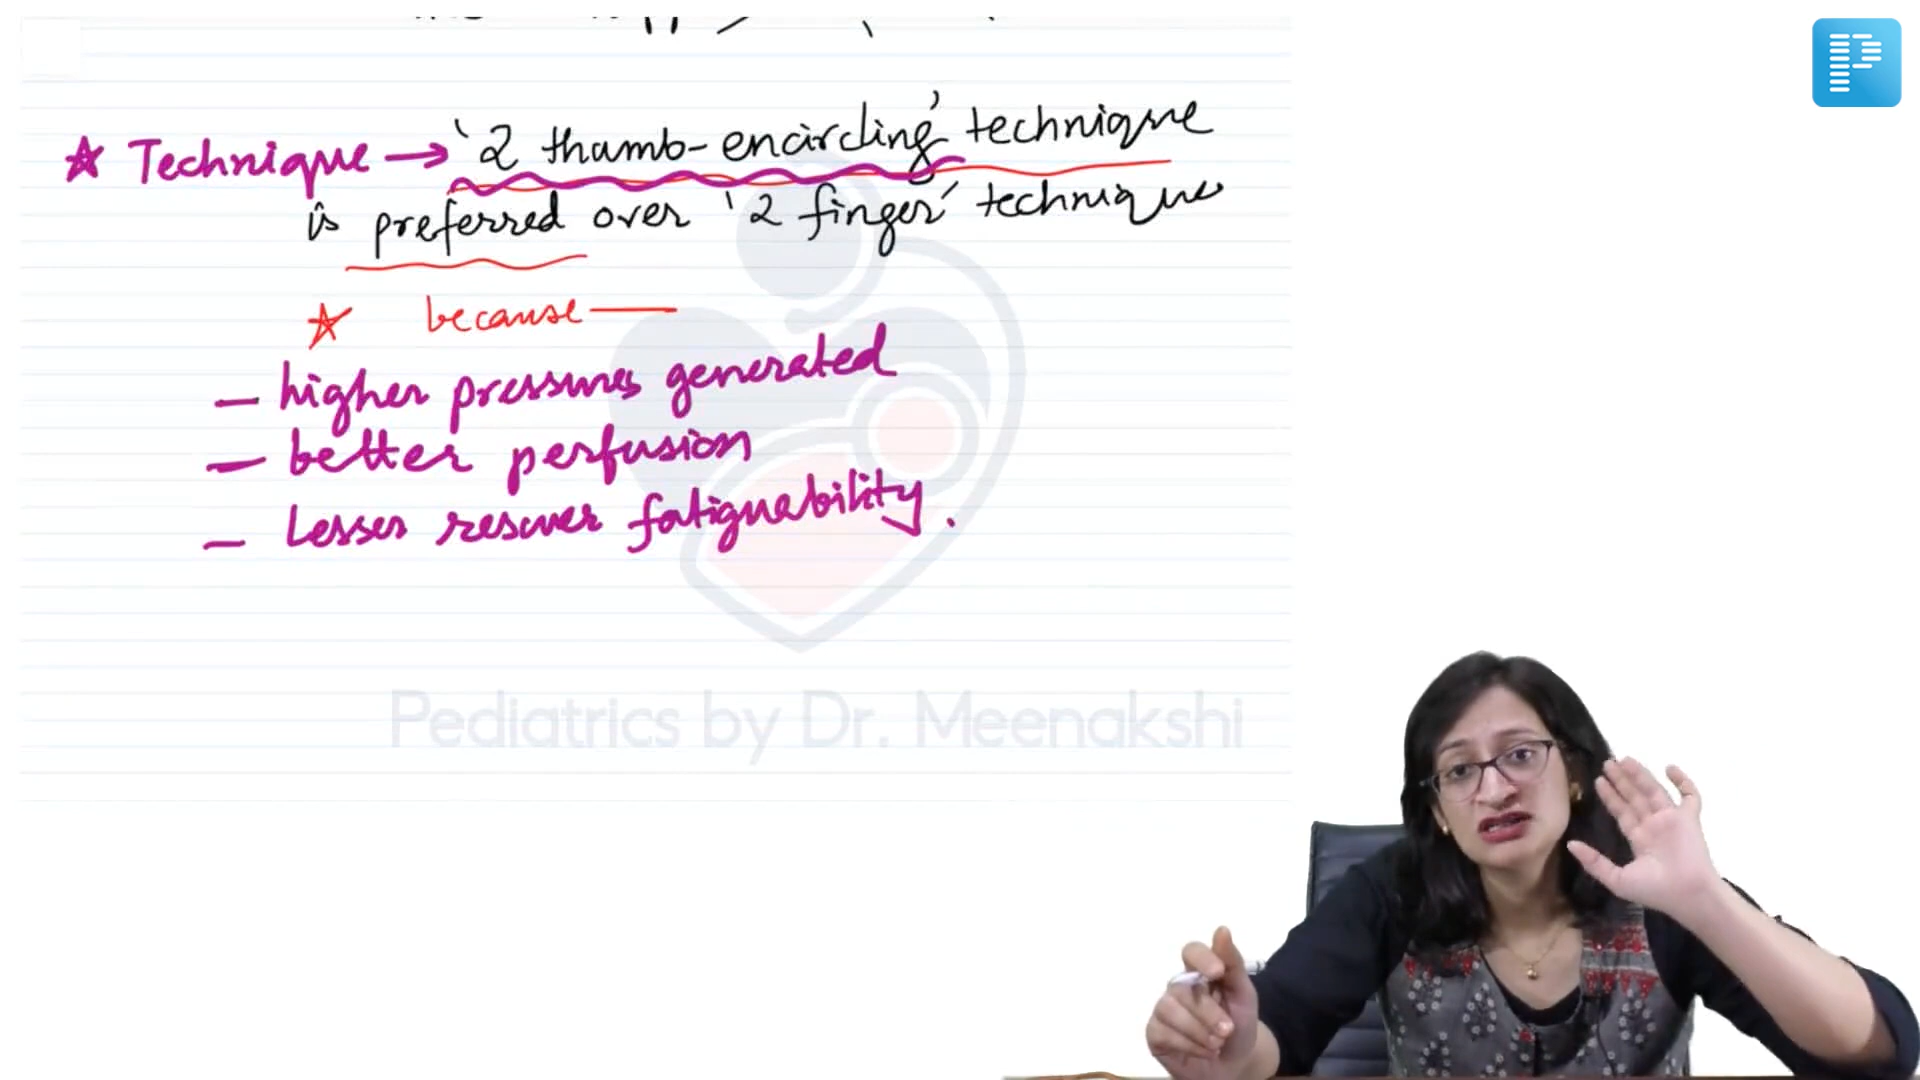 ☆ Technique → '2 thumb-encircling' technique
is preferred over '2 finger' technique
☆ because —
— higher pressures generated
— better perfusion
— Lesser rescuer fatiguability.
Pediatrics by Dr. Meenakshi